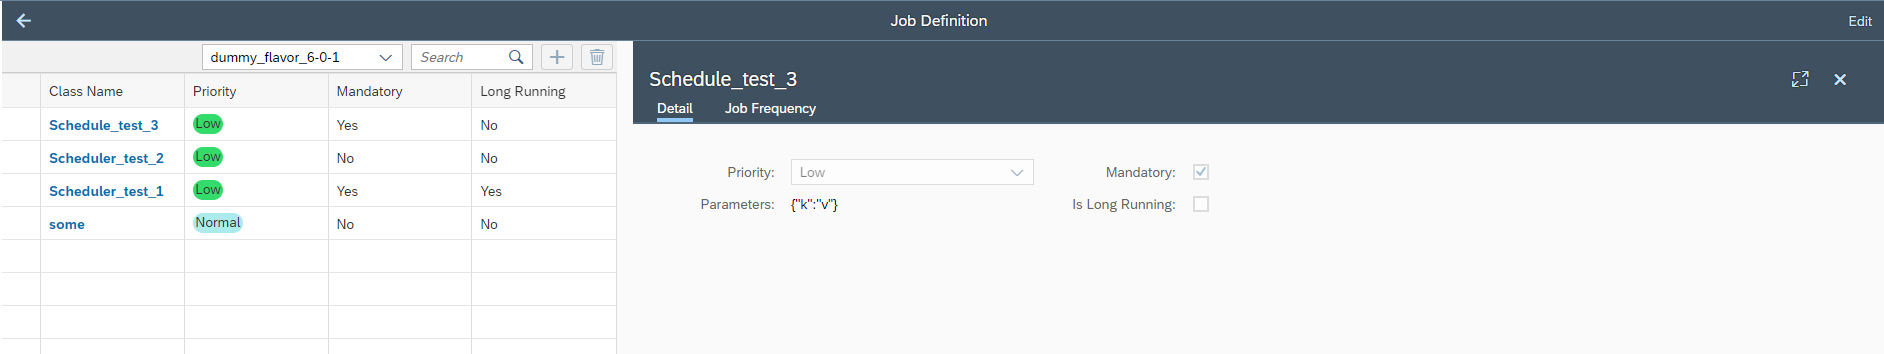 Job Definition
Edit
dummy_flavor_6-0-1
Search
Class Name Priority Mandatory Long Running
Schedule_test_3 Low Yes No
Scheduler_test_2 Low No No
Scheduler_test_1 Low Yes Yes
some Normal No No
Schedule_test_3
Detail Job Frequency
Priority: Low Mandatory:
Parameters: {"k":"v"} Is Long Running: